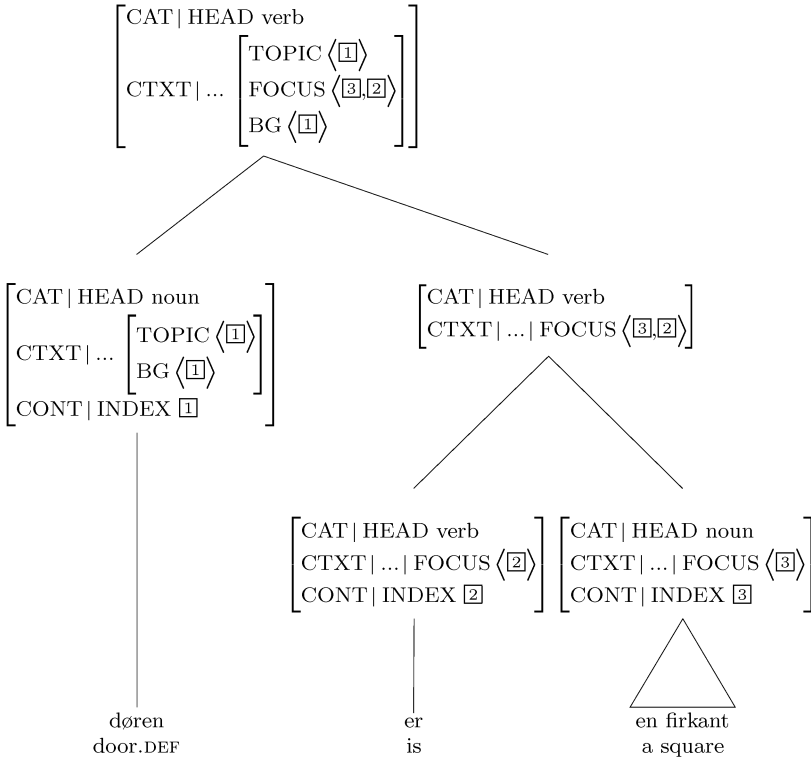 CAT | HEAD verb
CTXT | ... TOPIC ⟨1⟩
FOCUS ⟨3,2⟩
BG ⟨1⟩
CAT | HEAD noun
CTXT | ... TOPIC ⟨1⟩
BG ⟨1⟩
CONT | INDEX 1
CAT | HEAD verb
CTXT | ... | FOCUS ⟨3,2⟩
CAT | HEAD verb
CTXT | ... | FOCUS ⟨2⟩
CONT | INDEX 2
CAT | HEAD noun
CTXT | ... | FOCUS ⟨3⟩
CONT | INDEX 3
døren
door.DEF
er
is
en firkant
a square